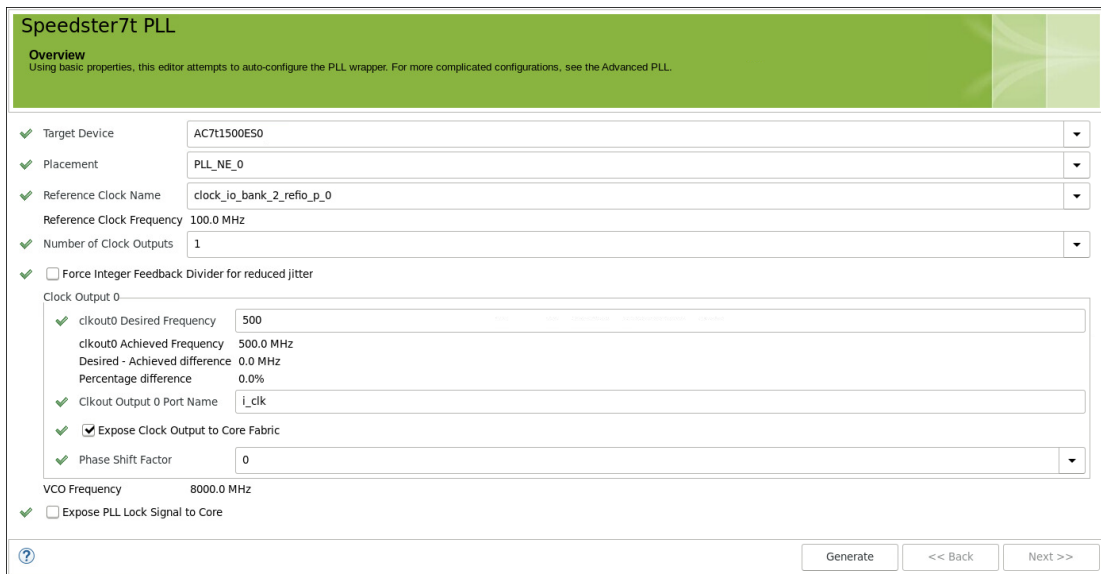 Speedster7t PLL
Overview
Using basic properties, this editor attempts to auto-configure the PLL wrapper. For more complicated configurations, see the Advanced PLL.
Target Device AC7t1500ES0
Placement PLL_NE_0
Reference Clock Name clock_io_bank_2_refio_p_0
Reference Clock Frequency 100.0 MHz
Number of Clock Outputs 1
Force Integer Feedback Divider for reduced jitter
Clock Output 0
clkout0 Desired Frequency 500
clkout0 Achieved Frequency 500.0 MHz
Desired - Achieved difference 0.0 MHz
Percentage difference 0.0%
Clkout Output 0 Port Name i_clk
Expose Clock Output to Core Fabric
Phase Shift Factor 0
VCO Frequency 8000.0 MHz
Expose PLL Lock Signal to Core
? Generate << Back Next >>